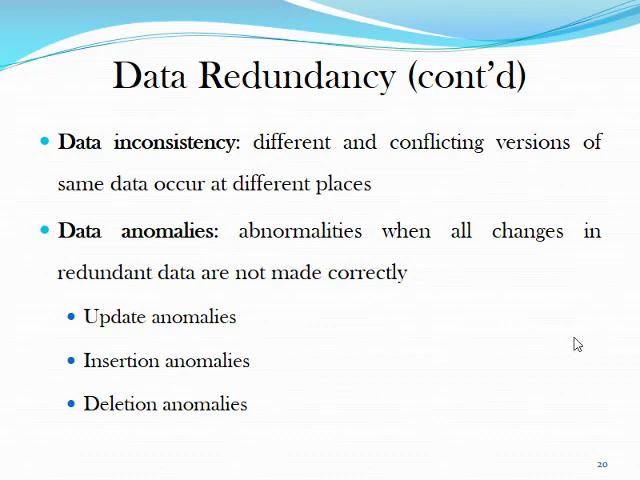 Data Redundancy (cont’d)
Data inconsistency: different and conflicting versions of
same data occur at different places
Data anomalies: abnormalities when all changes in
redundant data are not made correctly
Update anomalies
Insertion anomalies
Deletion anomalies
20